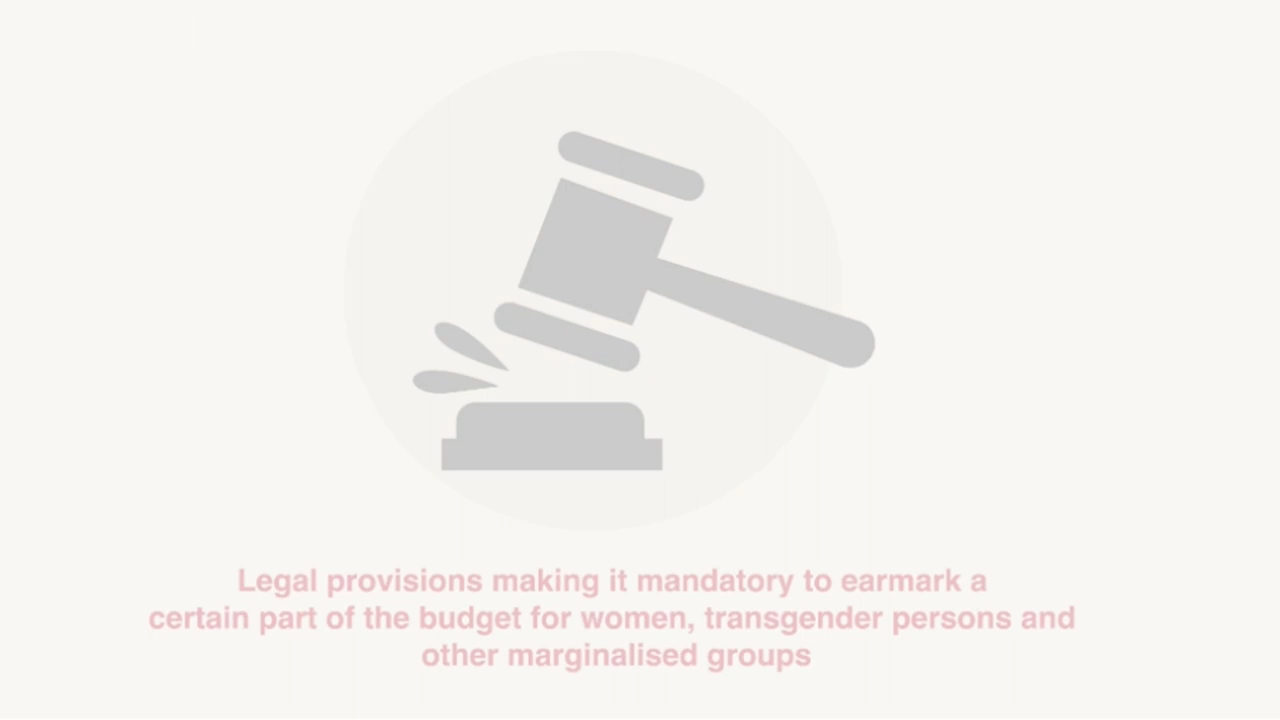 Legal provisions making it mandatory to earmark a
certain part of the budget for women, transgender persons and
other marginalised groups